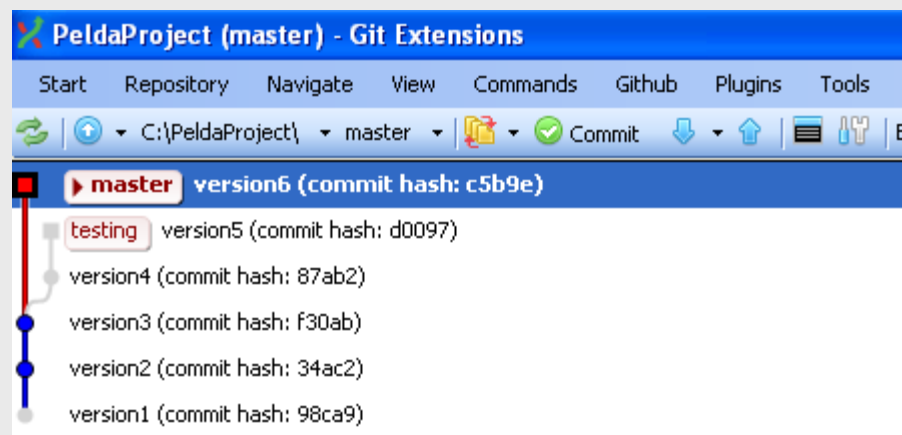 PeldaProject (master) - Git Extensions
Start Repository Navigate View Commands Github Plugins Tools
C:\PeldaProject\ master Commit
master version6 (commit hash: c5b9e)
testing version5 (commit hash: d0097)
version4 (commit hash: 87ab2)
version3 (commit hash: f30ab)
version2 (commit hash: 34ac2)
version1 (commit hash: 98ca9)